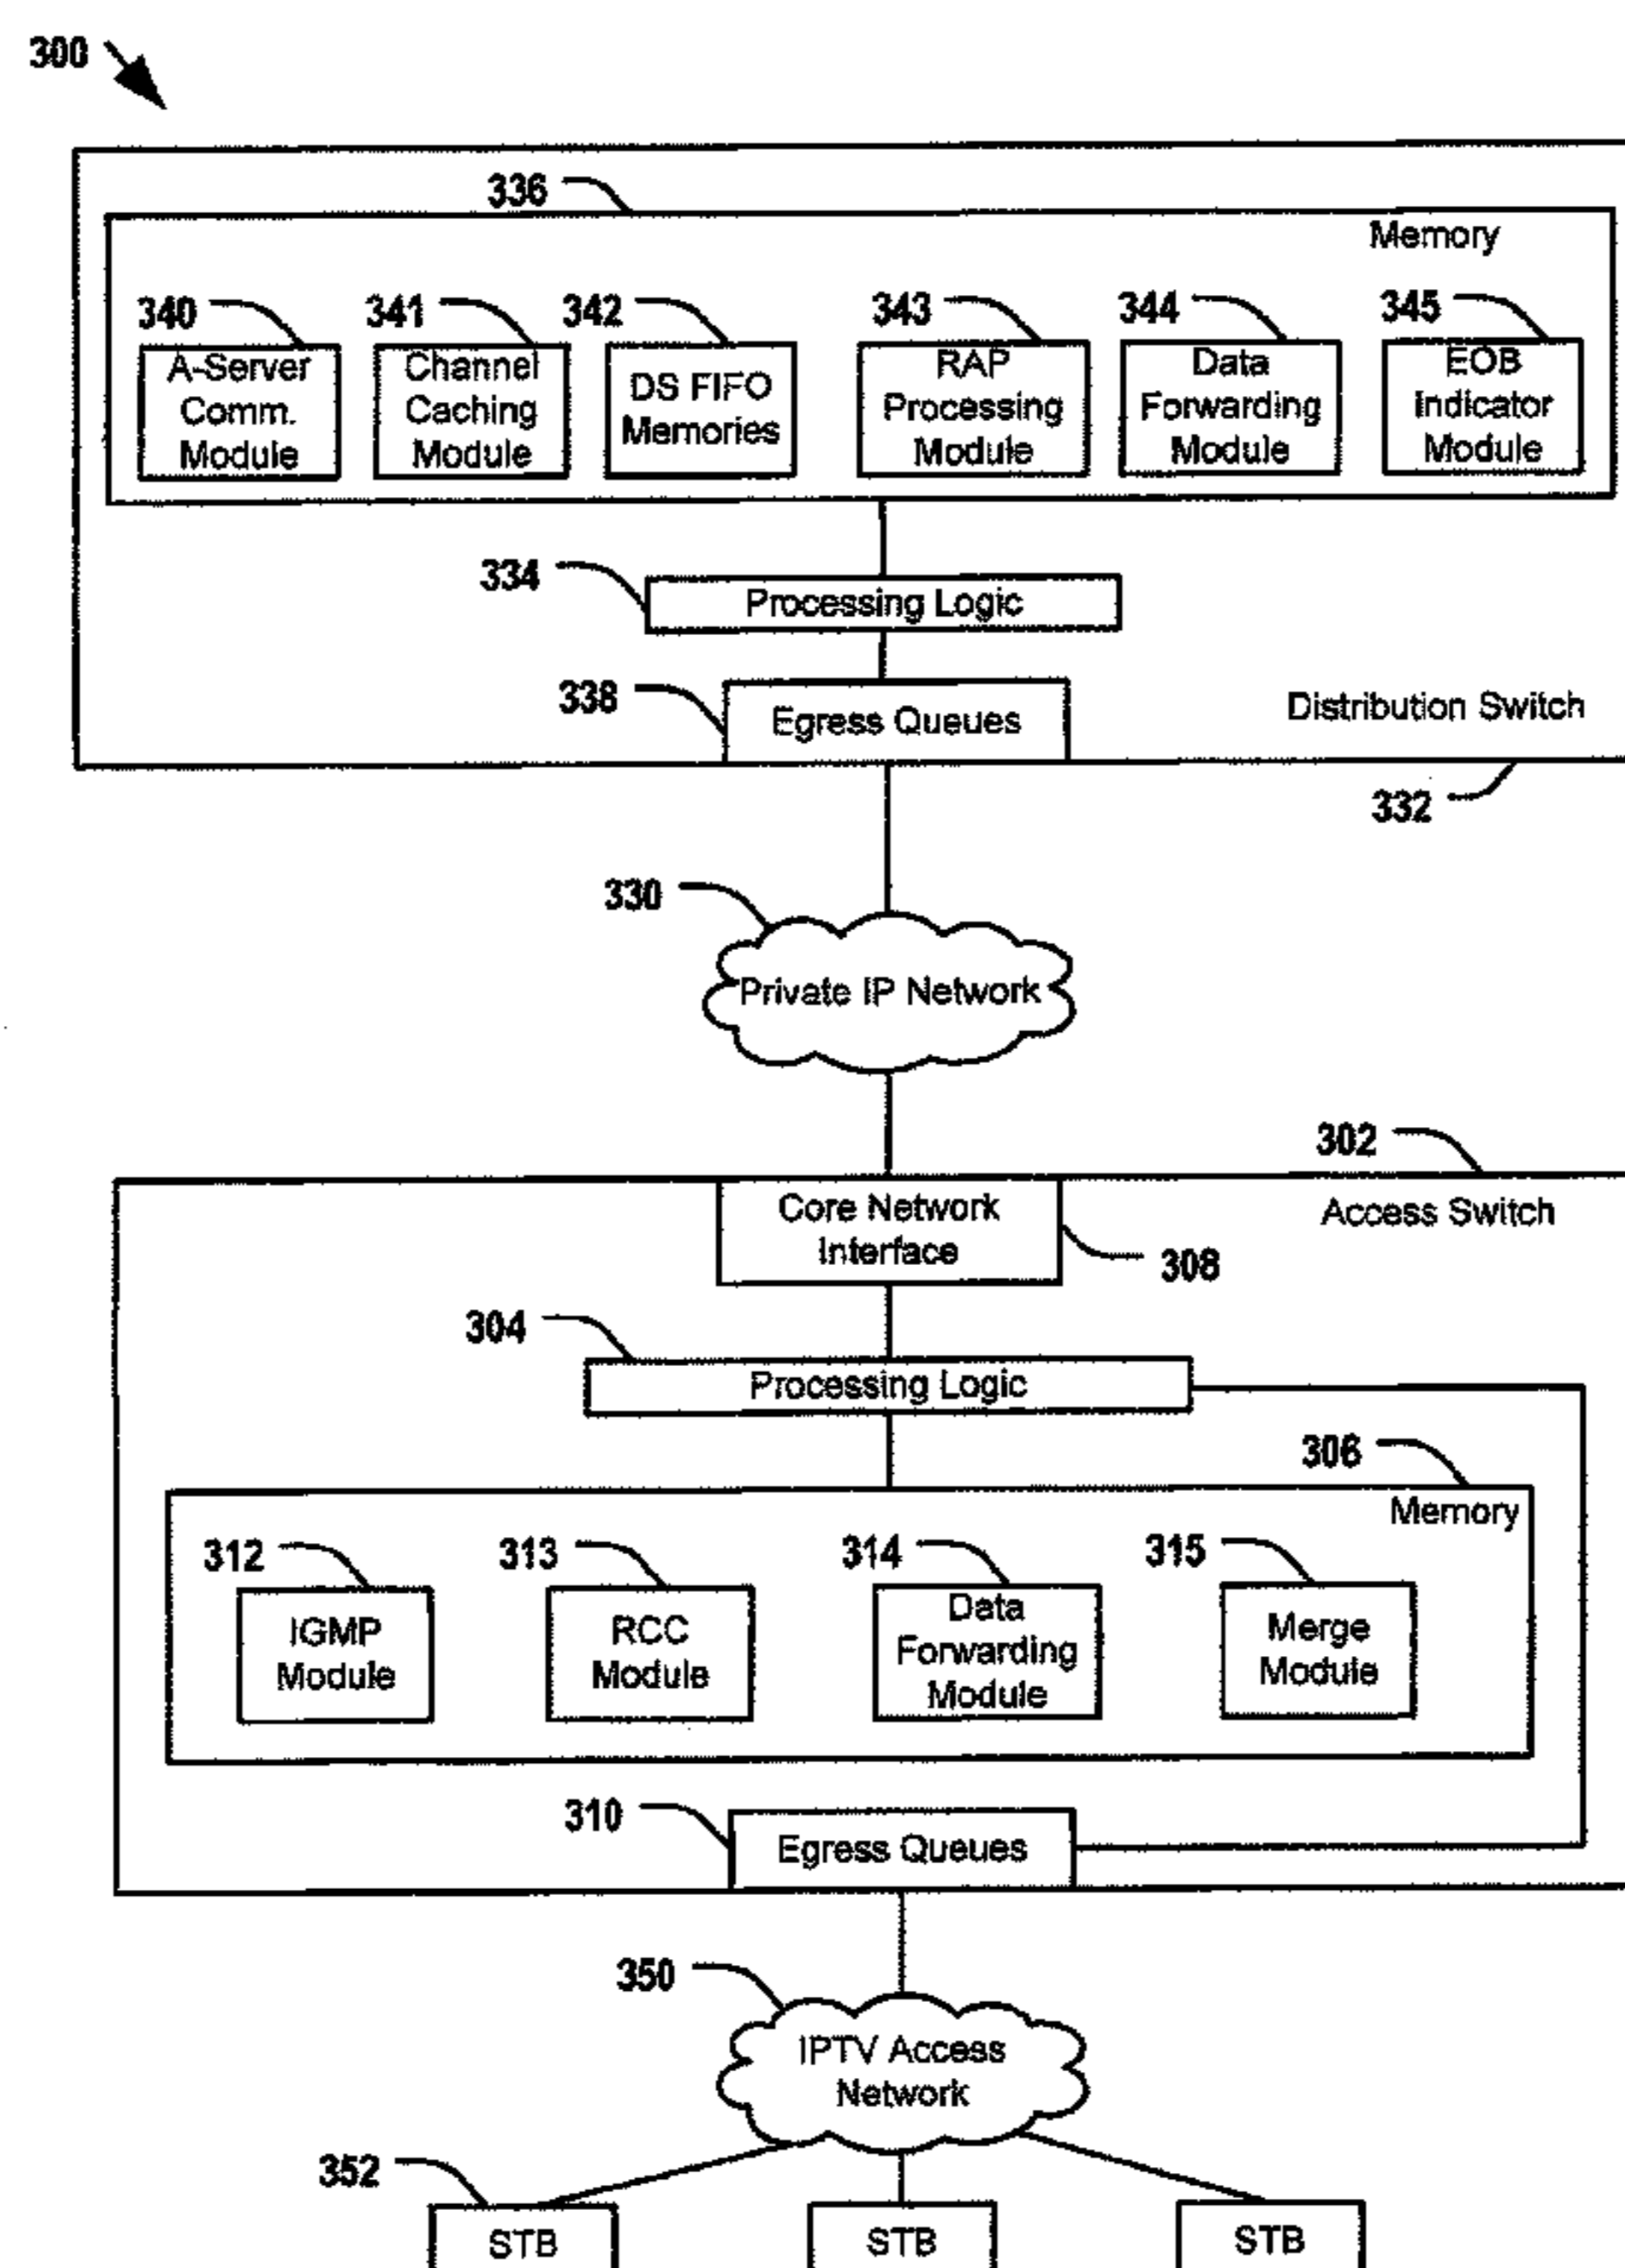 300
336
Memory
340
341
342
343
344
345
A-Server
Comm.
Module
Channel
Caching
Module
DS FIFO
Memories
RAP
Processing
Module
Data
Forwarding
Module
EOB
Indicator
Module
334
Processing Logic
338
Egress Queues
Distribution Switch
332
330
Private IP Network
302
Core Network
Interface
Access Switch
308
304
Processing Logic
306
Memory
312
313
314
315
IGMP
Module
RCC
Module
Data
Forwarding
Module
Merge
Module
310
Egress Queues
350
IPTV Access
Network
352
STB
STB
STB